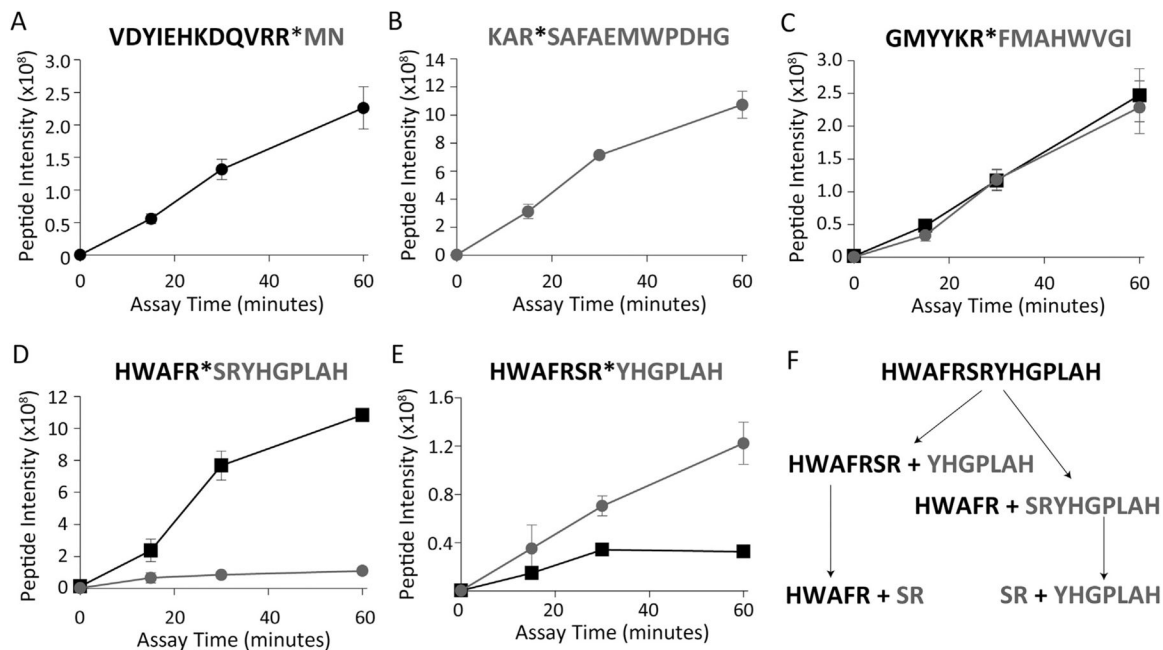 A
VDYIEHKDQVRR*MN
Peptide Intensity (x10⁸)
3.0
2.5
2.0
1.5
1.0
0.5
0
0 20 40 60
Assay Time (minutes)
B
KAR*SAFAEMWPDHG
Peptide Intensity (x10⁸)
14
12
10
8
6
4
2
0
0 20 40 60
Assay Time (minutes)
C
GMYYKR*FMAHWVGI
Peptide Intensity (x10⁸)
3.0
2.5
2.0
1.5
1.0
0.5
0
0 20 40 60
Assay Time (minutes)
D
HWAFR*SRYHGPLAH
Peptide Intensity (x10⁸)
12
10
8
6
4
2
0
0 20 40 60
Assay Time (minutes)
E
HWAFRSR*YHGPLAH
Peptide Intensity (x10⁸)
1.6
1.2
0.8
0.4
0 20 40 60
Assay Time (minutes)
F
HWAFRSRYHGPLAH
HWAFRSR + YHGPLAH
HWAFR + SRYHGPLAH
HWAFR + SR
SR + YHGPLAH